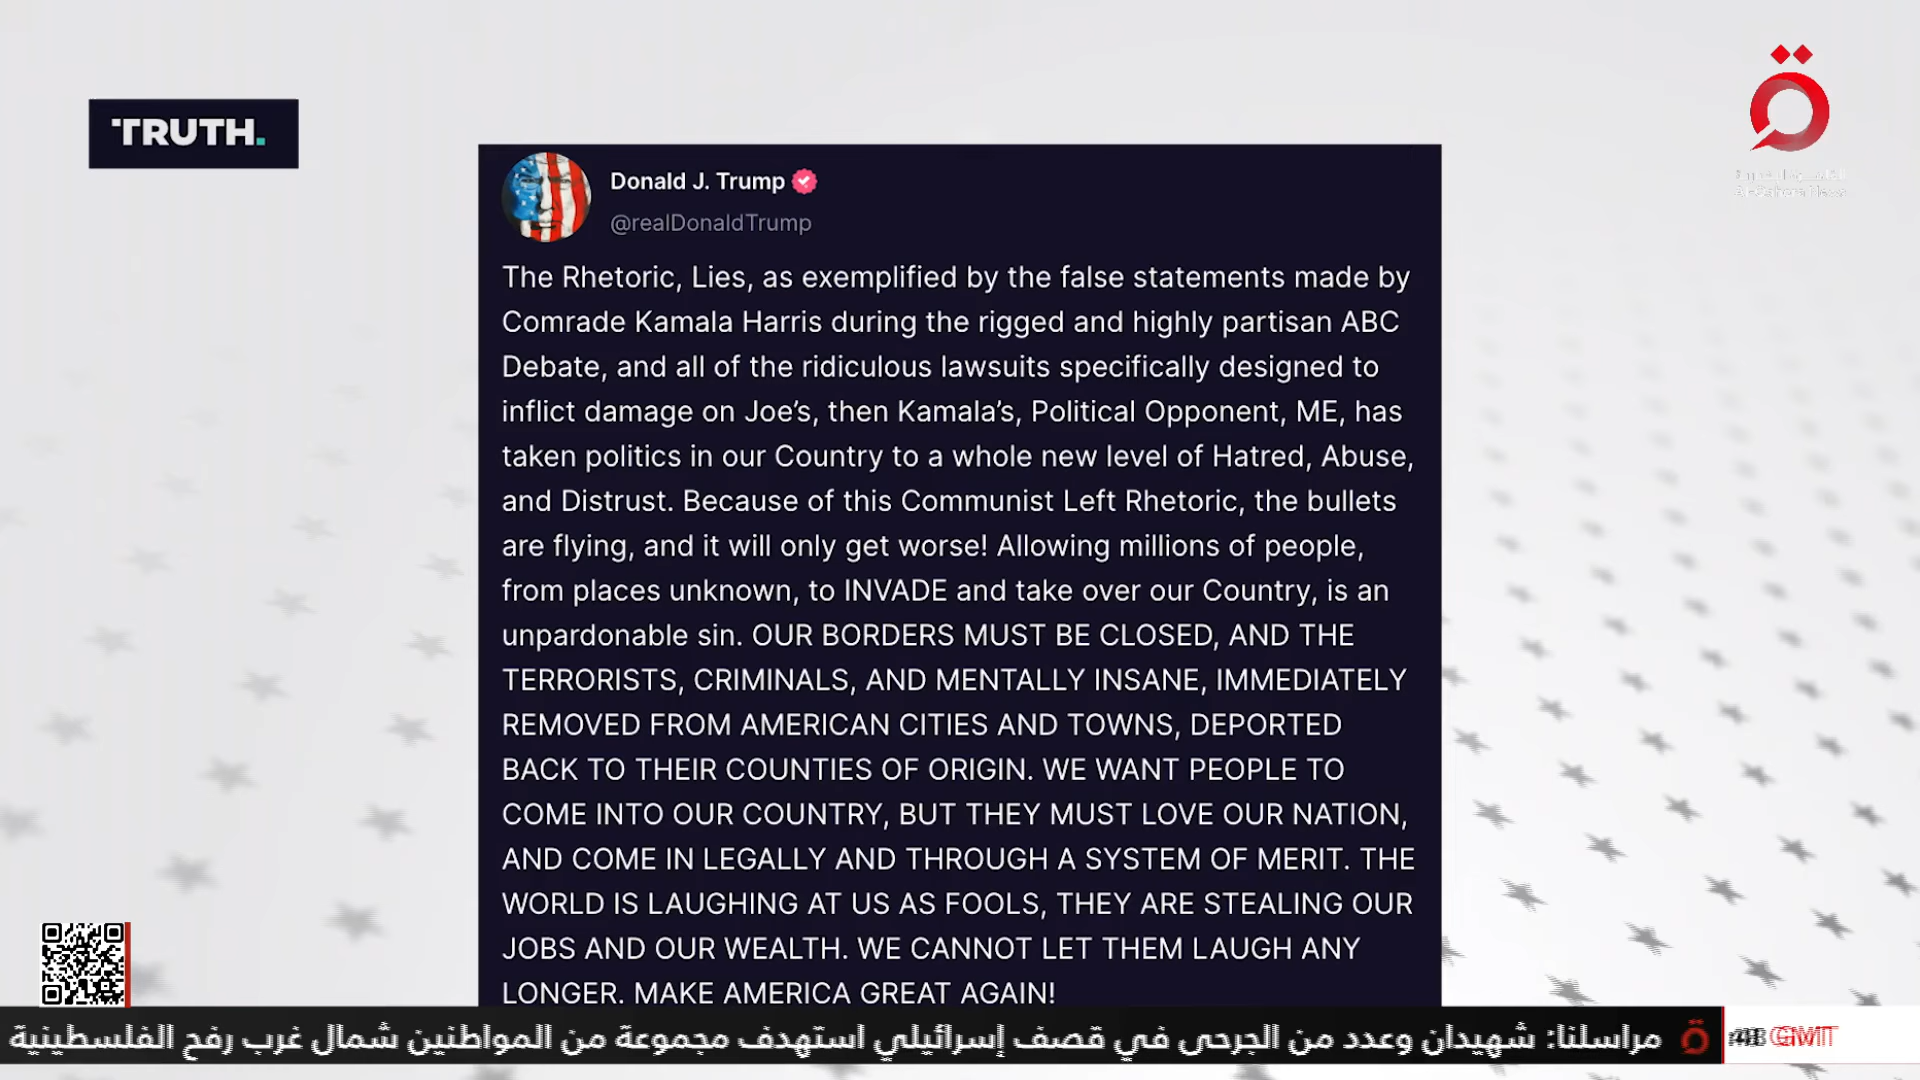 TRUTH.
Donald J. Trump
@realDonaldTrump
The Rhetoric, Lies, as exemplified by the false statements made by
Comrade Kamala Harris during the rigged and highly partisan ABC
Debate, and all of the ridiculous lawsuits specifically designed to
inflict damage on Joe’s, then Kamala’s, Political Opponent, ME, has
taken politics in our Country to a whole new level of Hatred, Abuse,
and Distrust. Because of this Communist Left Rhetoric, the bullets
are flying, and it will only get worse! Allowing millions of people,
from places unknown, to INVADE and take over our Country, is an
unpardonable sin. OUR BORDERS MUST BE CLOSED, AND THE
TERRORISTS, CRIMINALS, AND MENTALLY INSANE, IMMEDIATELY
REMOVED FROM AMERICAN CITIES AND TOWNS, DEPORTED
BACK TO THEIR COUNTIES OF ORIGIN. WE WANT PEOPLE TO
COME INTO OUR COUNTRY, BUT THEY MUST LOVE OUR NATION,
AND COME IN LEGALLY AND THROUGH A SYSTEM OF MERIT. THE
WORLD IS LAUGHING AT US AS FOOLS, THEY ARE STEALING OUR
JOBS AND OUR WEALTH. WE CANNOT LET THEM LAUGH ANY
LONGER. MAKE AMERICA GREAT AGAIN!
مراسلنا: شهيدان وعدد من الجرحى في قصف إسرائيلي استهدف مجموعة من المواطنين شمال غرب رفح الفلسطينية